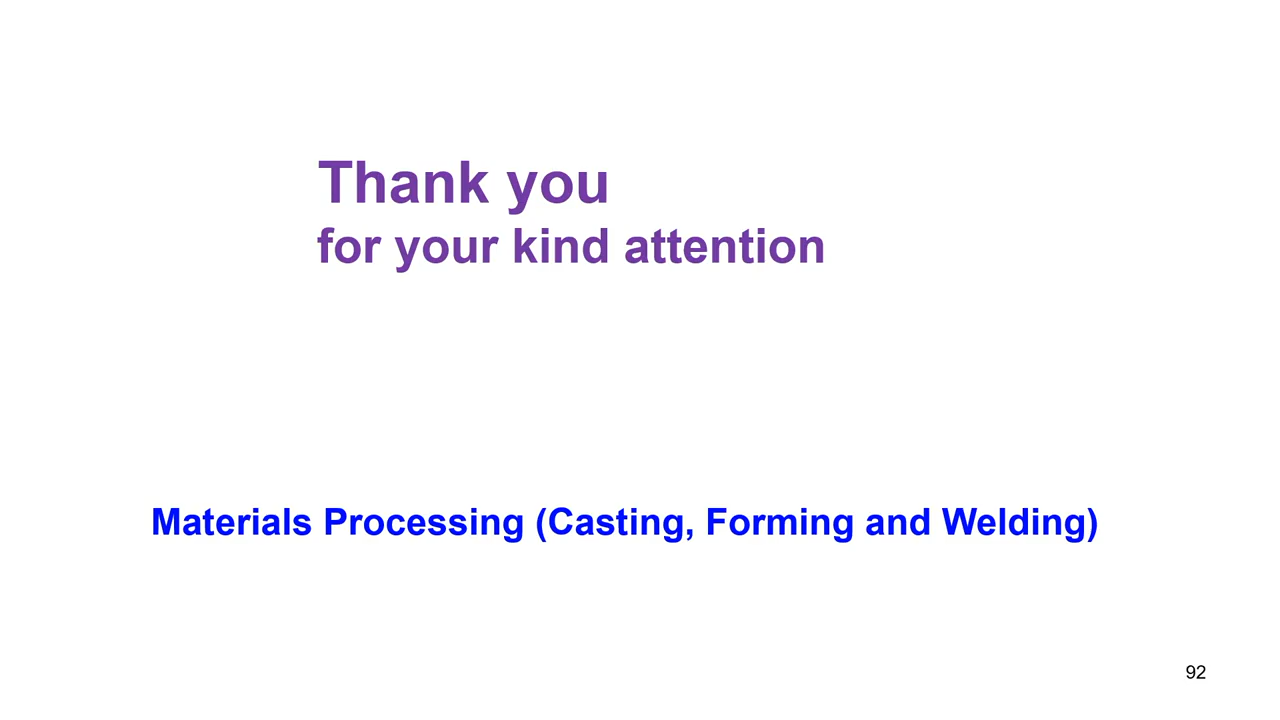 Thank you
for your kind attention
Materials Processing (Casting, Forming and Welding)
92